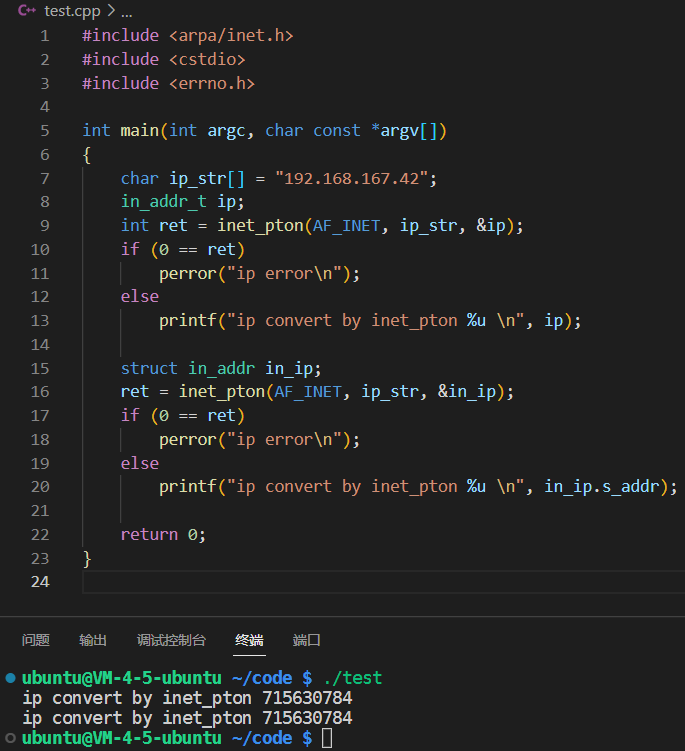 test.cpp > ...
1 #include <arpa/inet.h>
2 #include <cstdio>
3 #include <errno.h>
4
5 int main(int argc, char const *argv[])
6 {
7     char ip_str[] = "192.168.167.42";
8     in_addr_t ip;
9     int ret = inet_pton(AF_INET, ip_str, &ip);
10     if (0 == ret)
11         perror("ip error\n");
12     else
13         printf("ip convert by inet_pton %u \n", ip);
14
15     struct in_addr in_ip;
16     ret = inet_pton(AF_INET, ip_str, &in_ip);
17     if (0 == ret)
18         perror("ip error\n");
19     else
20         printf("ip convert by inet_pton %u \n", in_ip.s_addr);
21
22     return 0;
23 }
24
问题 输出 调试控制台 终端 端口
ubuntu@VM-4-5-ubuntu ~/code $ ./test
ip convert by inet_pton 715630784
ip convert by inet_pton 715630784
ubuntu@VM-4-5-ubuntu ~/code $